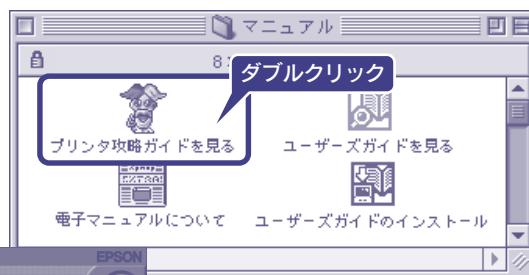 マニュアル
8
ダブルクリック
プリンタ攻略ガイドを見る
ユーザーズガイドを見る
EXTRA!
電子マニュアルについて
ユーザーズガイドのインストール
EPSON